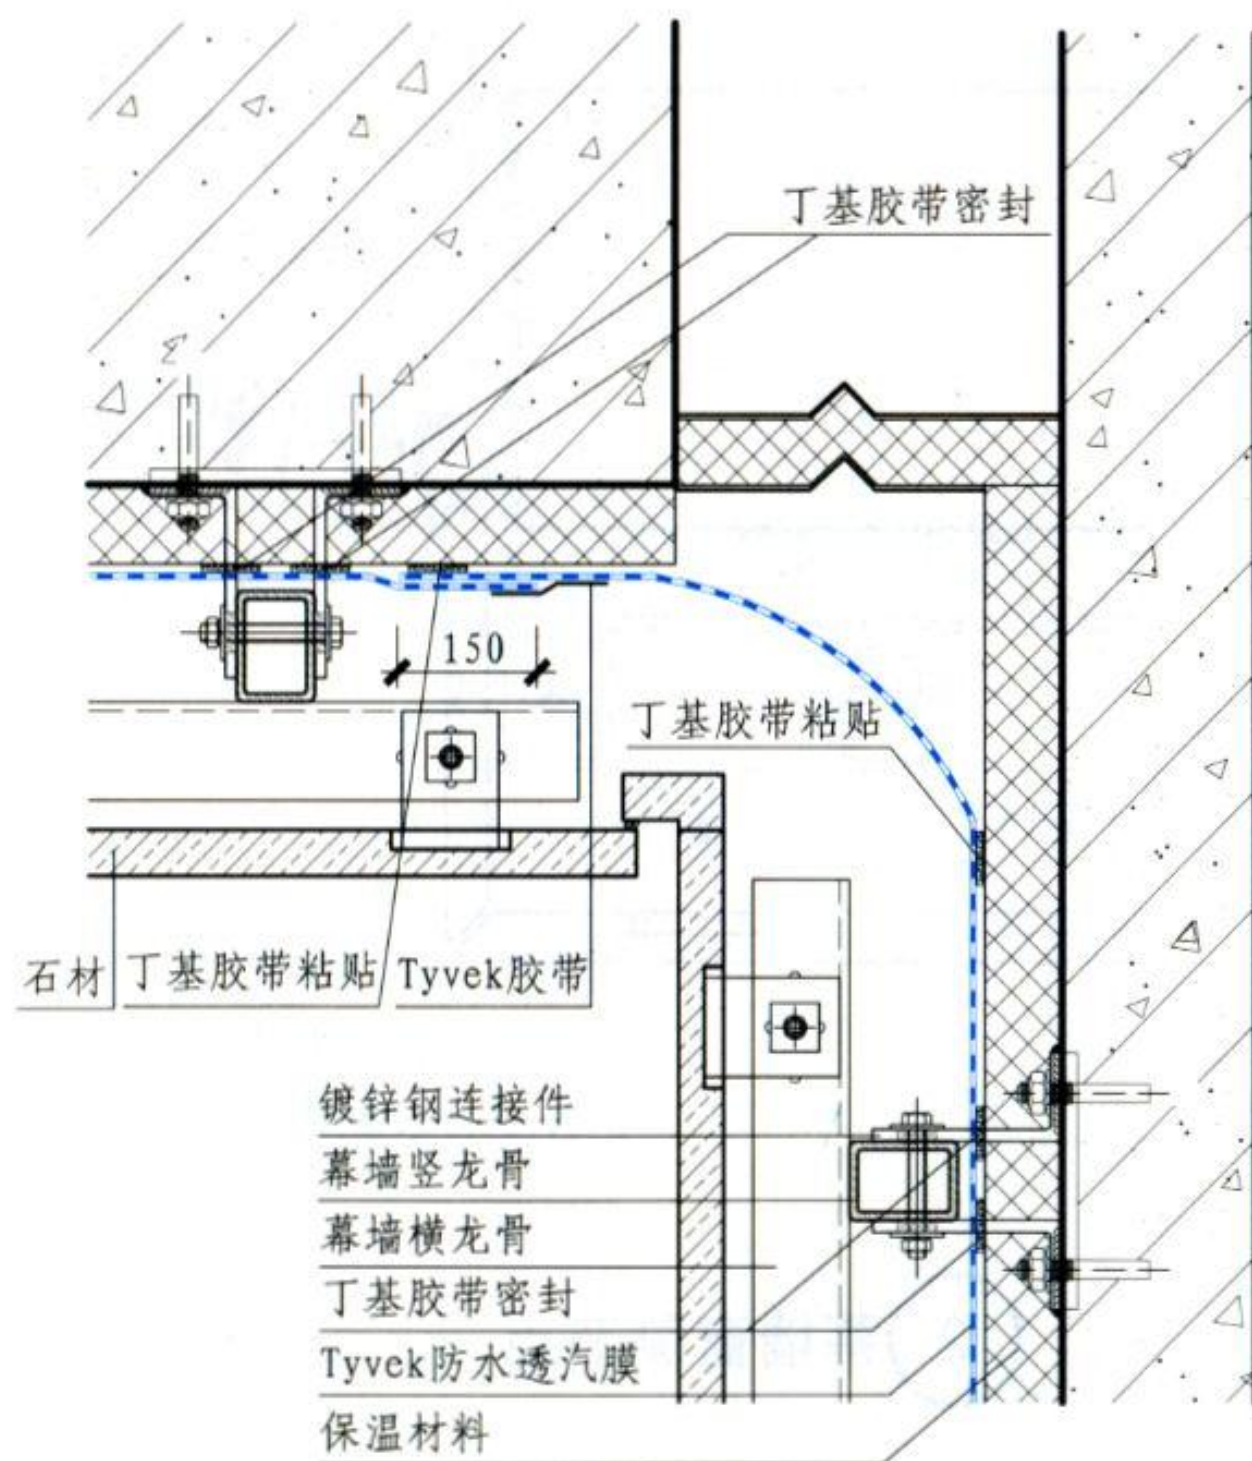 丁基胶带密封
150
丁基胶带粘贴
石材
丁基胶带粘贴
Tyvek胶带
镀锌钢连接件
幕墙竖龙骨
幕墙横龙骨
丁基胶带密封
Tyvek防水透汽膜
保温材料